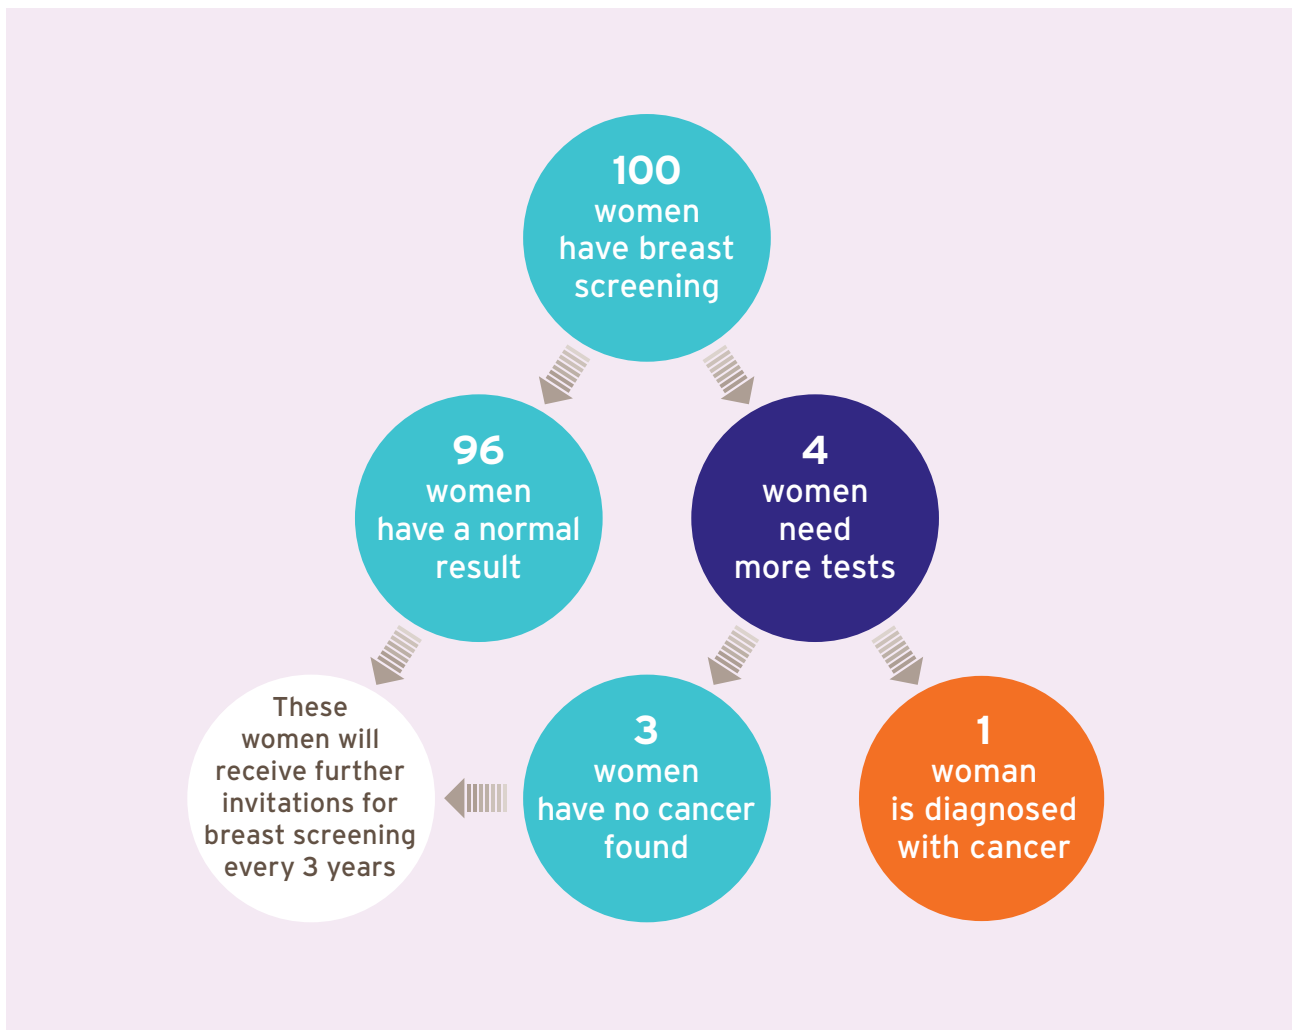 100
women
have breast
screening
96
women
have a normal
result
4
women
need
more tests
These
women will
receive further
invitations for
breast screening
every 3 years
3
women
have no cancer
found
1
woman
is diagnosed
with cancer